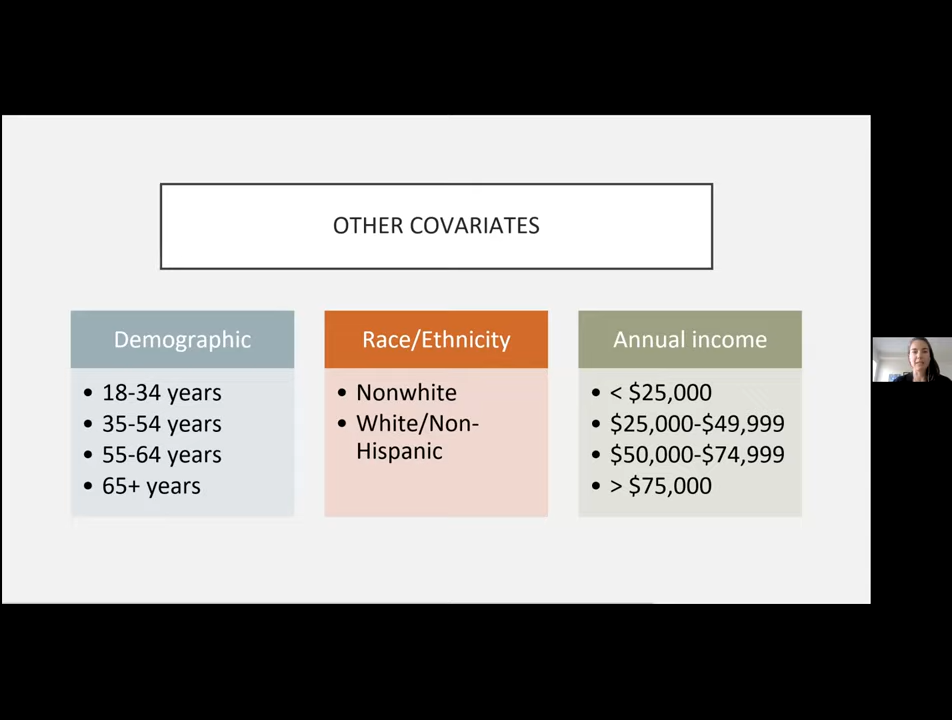 OTHER COVARIATES
Demographic
• 18-34 years
• 35-54 years
• 55-64 years
• 65+ years
Race/Ethnicity
• Nonwhite
• White/Non-
Hispanic
Annual income
• < $25,000
• $25,000-$49,999
• $50,000-$74,999
• > $75,000